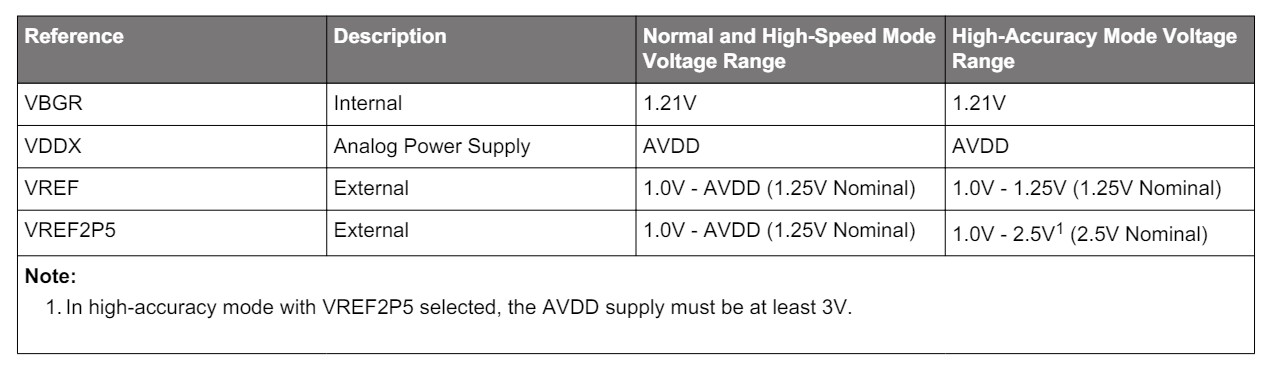 Reference Description Normal and High-Speed Mode Voltage Range High-Accuracy Mode Voltage Range
VBGR Internal 1.21V 1.21V
VDDX Analog Power Supply AVDD AVDD
VREF External 1.0V - AVDD (1.25V Nominal) 1.0V - 1.25V (1.25V Nominal)
VREF2P5 External 1.0V - AVDD (1.25V Nominal) 1.0V - 2.5V¹ (2.5V Nominal)
Note:
1. In high-accuracy mode with VREF2P5 selected, the AVDD supply must be at least 3V.